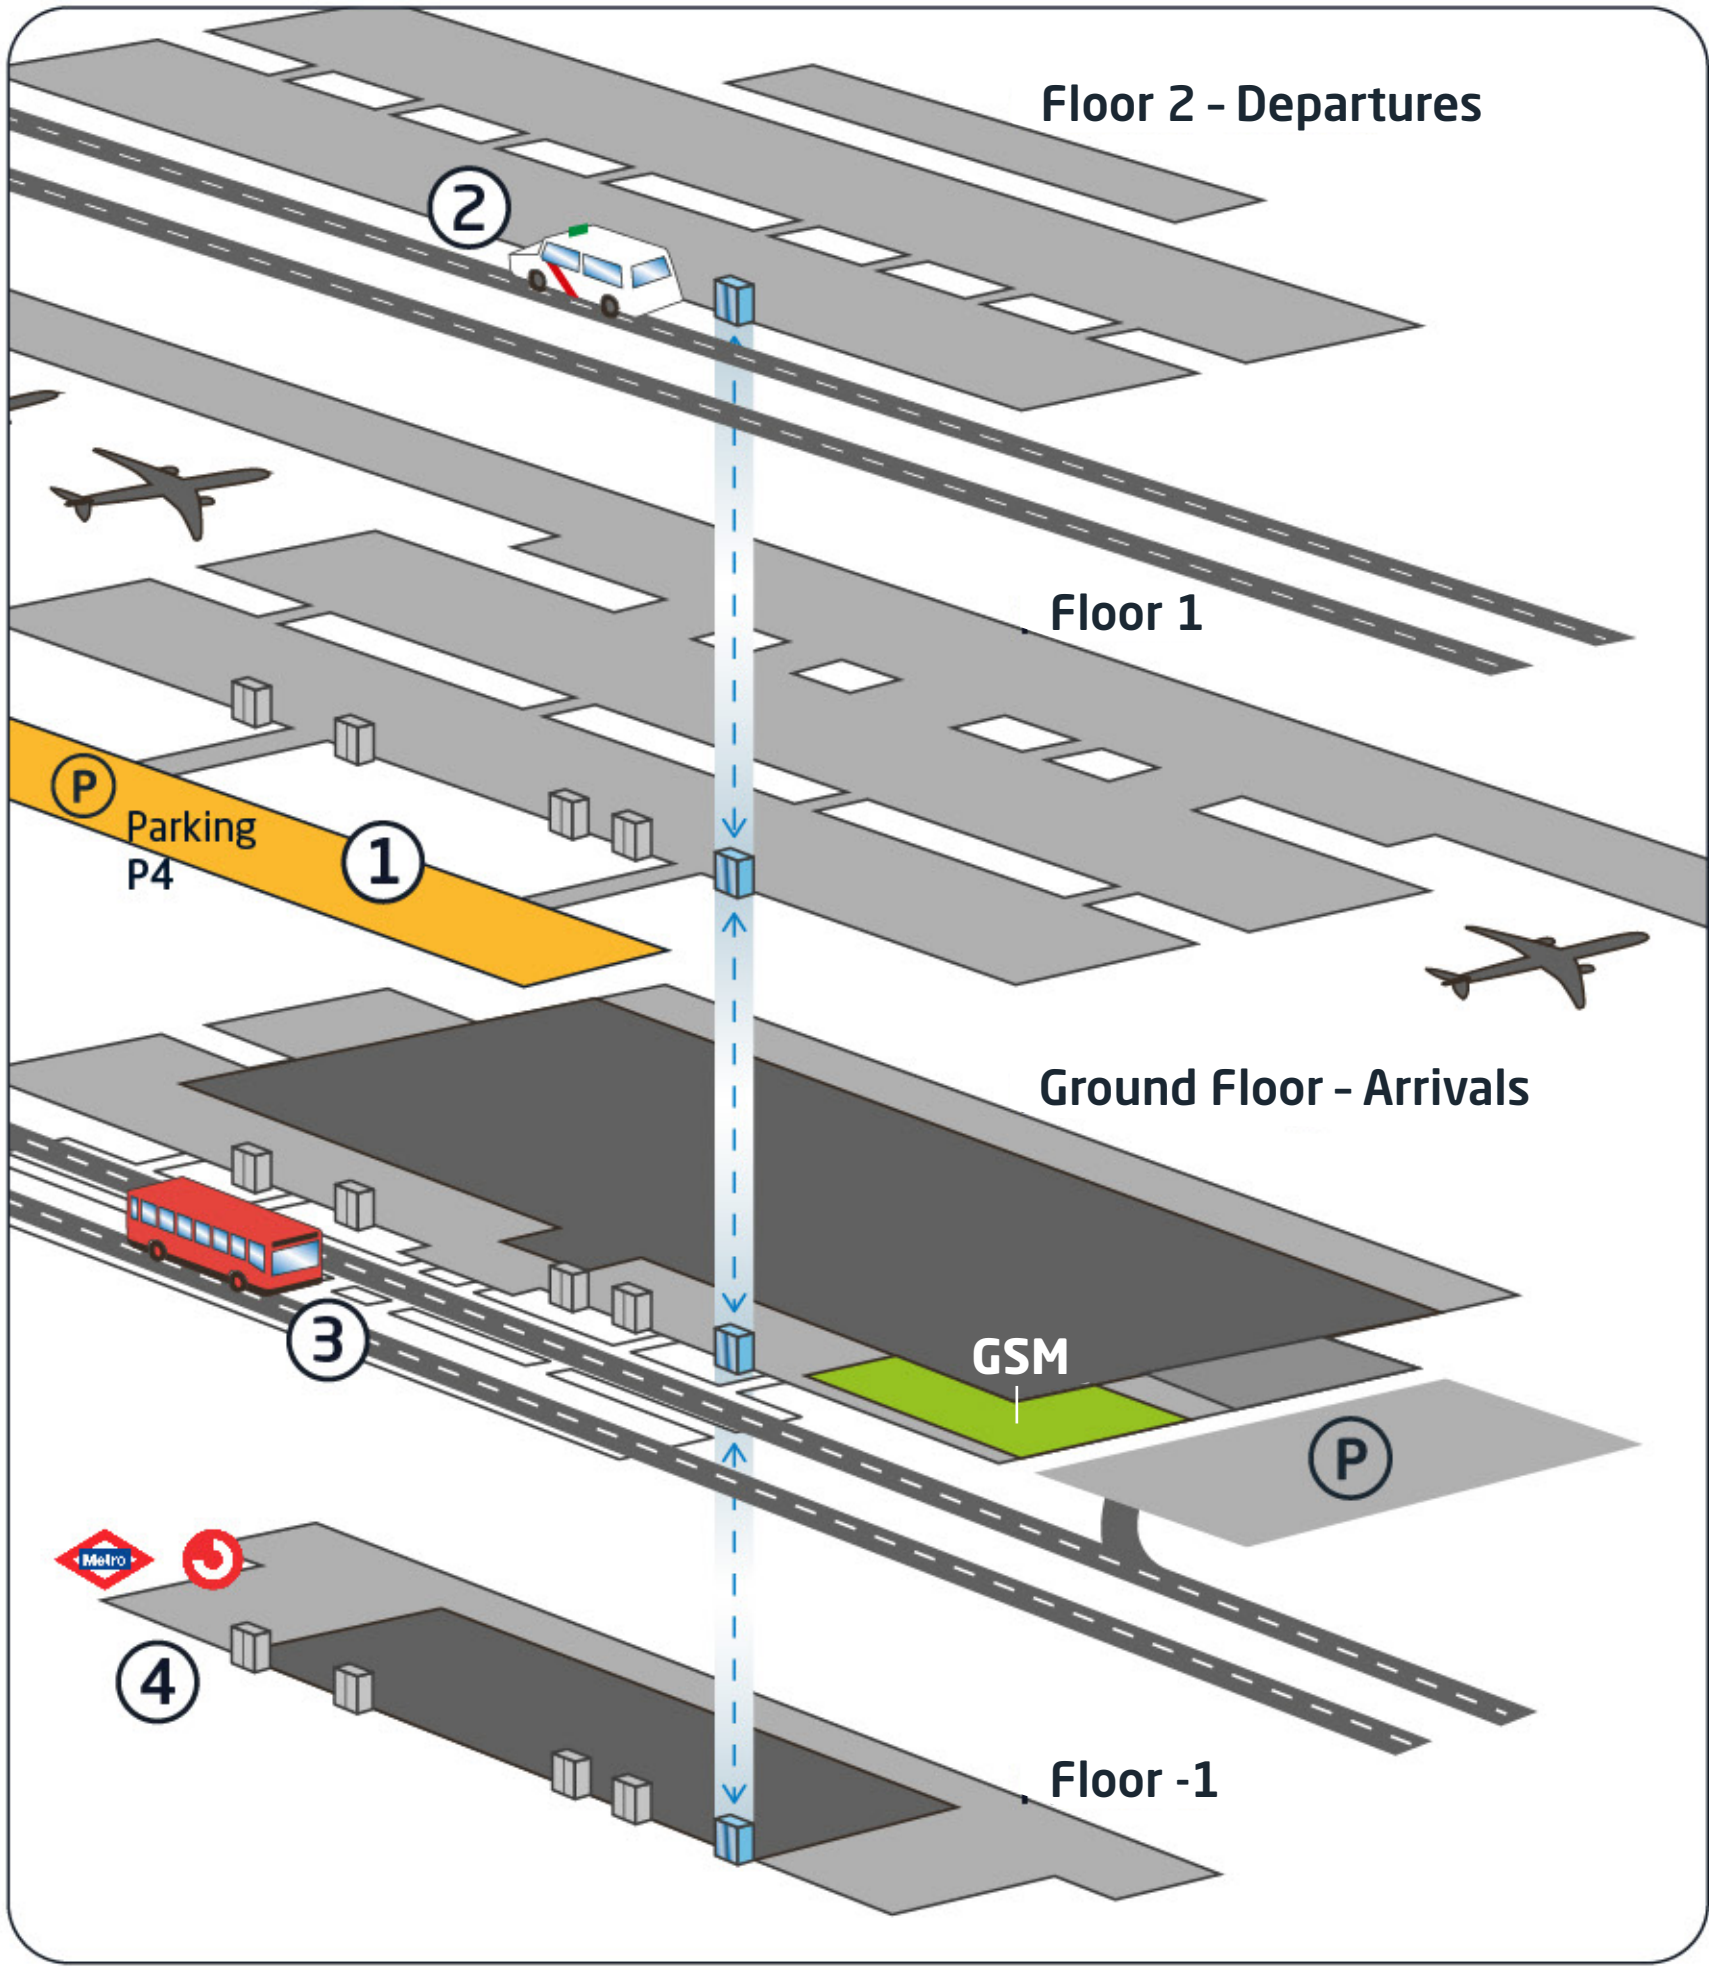 Floor 2 – Departures
2
Floor 1
P
Parking
P4
1
Ground Floor – Arrivals
3
GSM
P
Metro
4
Floor -1